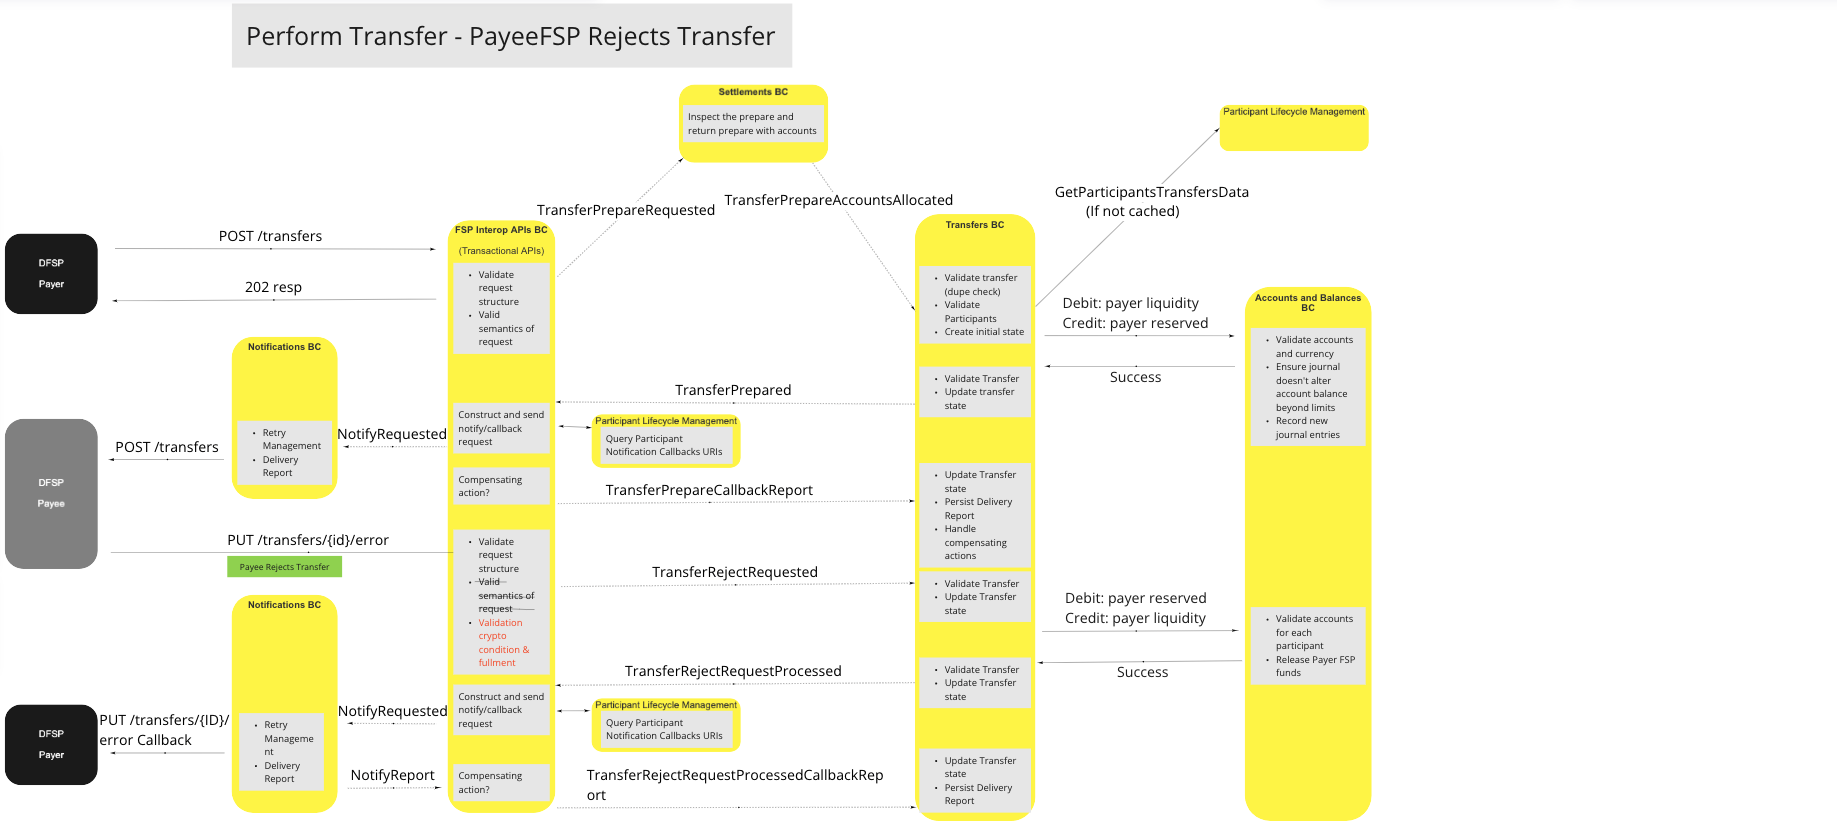 Perform Transfer - PayeeFSP Rejects Transfer
Settlements BC
Inspect the prepare and
return prepare with accounts
Participant Lifecycle Management
TransferPrepareRequested
TransferPrepareAccountsAllocated
GetParticipantsTransfersData
(If not cached)
DFSP
Payer
POST /transfers
202 resp
FSP Interop APIs BC
(Transactional APIs)
• Validate
request
structure
• Valid
semantics of
request
Transfers BC
• Validate transfer
(dupe check)
• Validate
Participants
• Create initial state
Debit: payer liquidity
Credit: payer reserved
Success
Accounts and Balances
BC
• Validate accounts
and currency
• Ensure journal
doesn't alter
account balance
beyond limits
• Record new
journal entries
• Validate Transfer
• Update transfer
state
TransferPrepared
Construct and send
notify/callback
request
Participant Lifecycle Management
Query Participant
Notification Callbacks URIs
NotifyRequested
Notifications BC
• Retry
Management
• Delivery
Report
POST /transfers
DFSP
Payee
Compensating
action?
TransferPrepareCallbackReport
• Update Transfer
state
• Persist Delivery
Report
• Handle
compensating
actions
PUT /transfers/{id}/error
Payee Rejects Transfer
• Validate
request
structure
• Valid
semantics of
request
• Validation
crypto
condition &
fullment
TransferRejectRequested
• Validate Transfer
• Update Transfer
state
Debit: payer reserved
Credit: payer liquidity
Success
• Validate accounts
for each
participant
• Release Payer FSP
funds
• Validate Transfer
• Update Transfer
state
TransferRejectRequestProcessed
Construct and send
notify/callback
request
Participant Lifecycle Management
Query Participant
Notification Callbacks URIs
NotifyRequested
Notifications BC
• Retry
Manageme
nt
• Delivery
Report
PUT /transfers/{ID}/
error Callback
DFSP
Payer
NotifyReport
Compensating
action?
TransferRejectRequestProcessedCallbackRep
ort
• Update Transfer
state
• Persist Delivery
Report